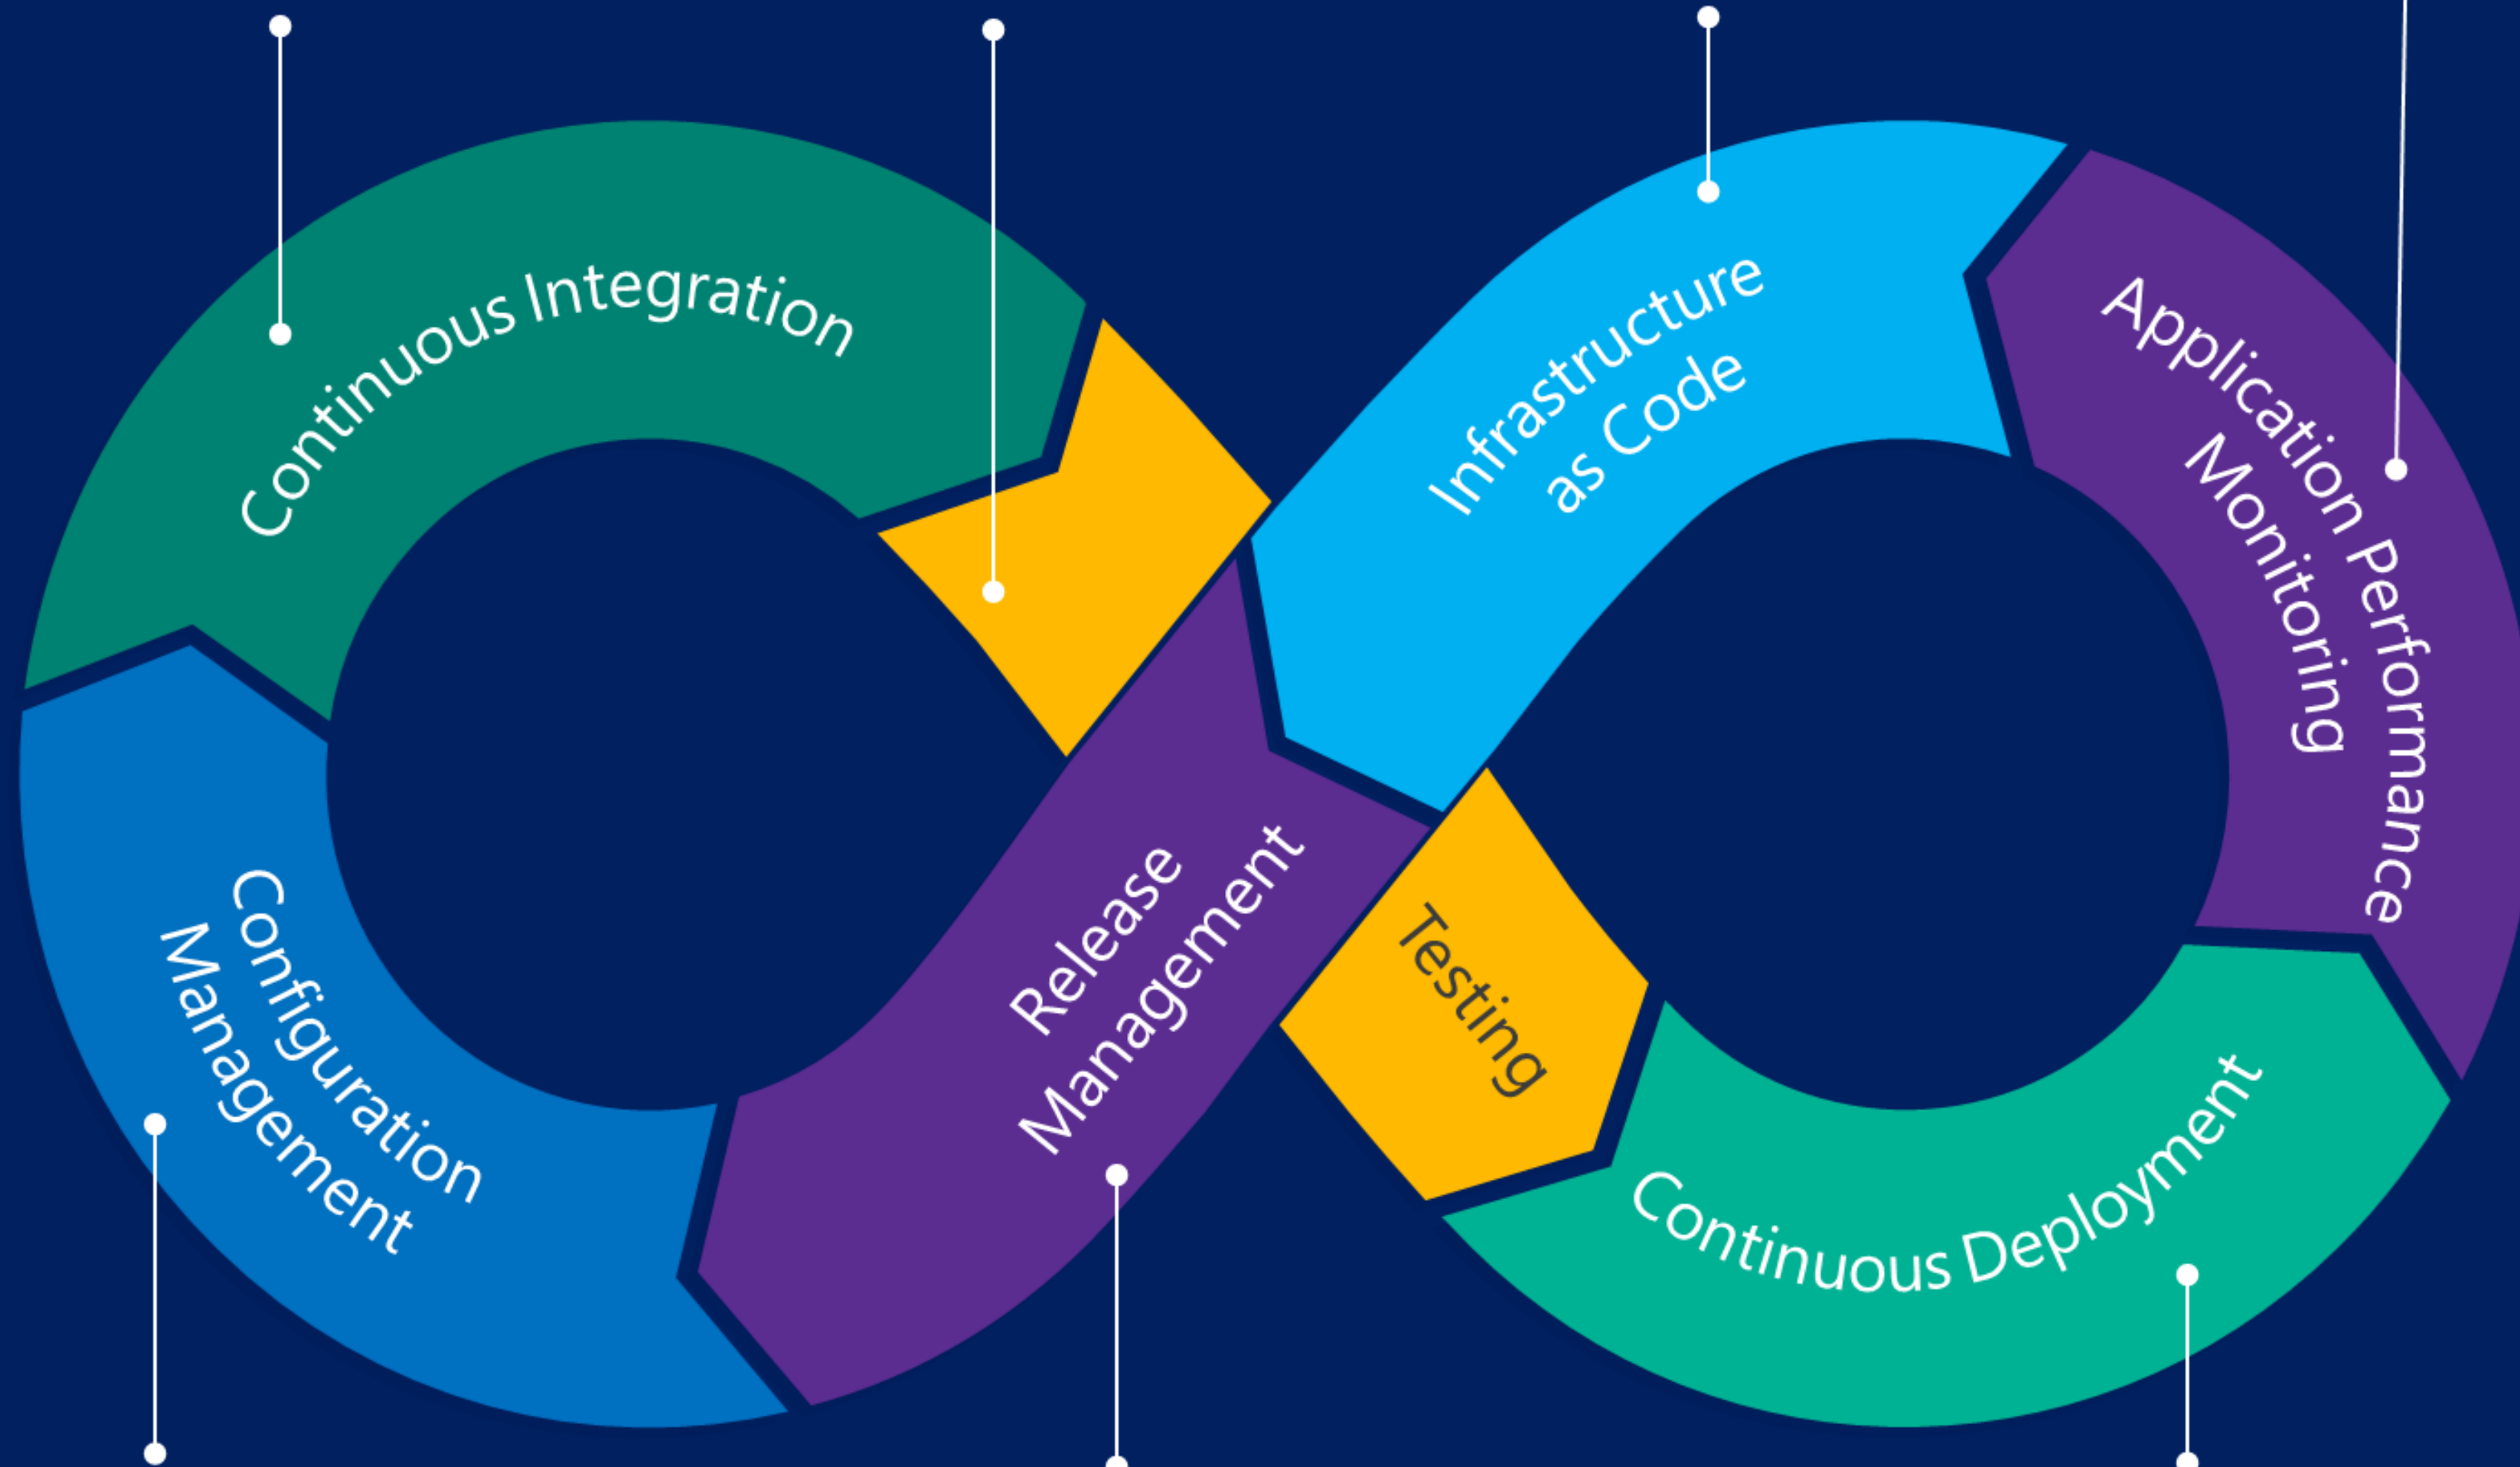 Continuous Integration
Infrastructure
as Code
Application Performance
Monitoring
Configuration
Management
Release
Management
Testing
Continuous Deployment